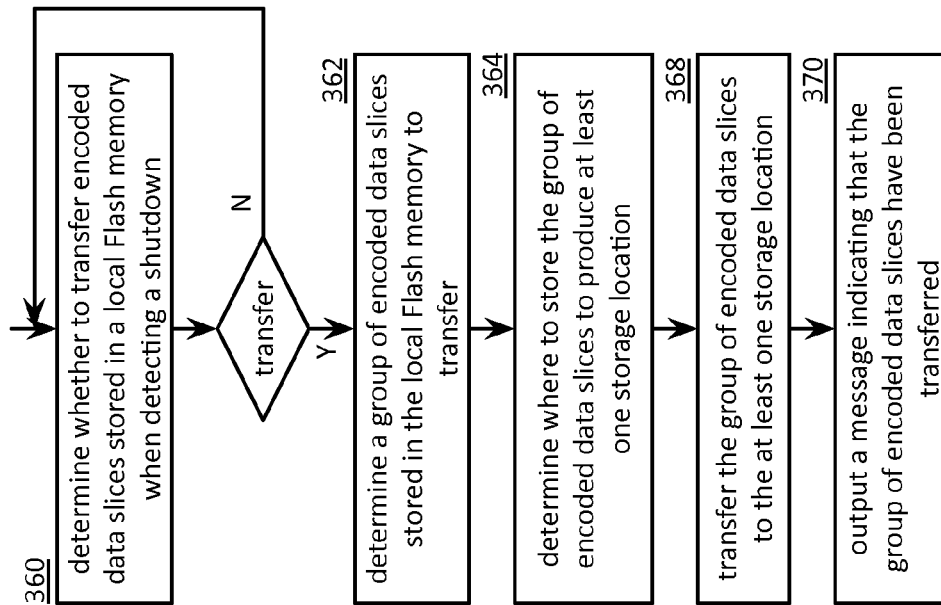 360
determine whether to transfer encoded
data slices stored in a local Flash memory
when detecting a shutdown
transfer
N
Y
362
determine a group of encoded data slices
stored in the local Flash memory to
transfer
364
determine where to store the group of
encoded data slices to produce at least
one storage location
368
transfer the group of encoded data slices
to the at least one storage location
370
output a message indicating that the
group of encoded data slices have been
transferred